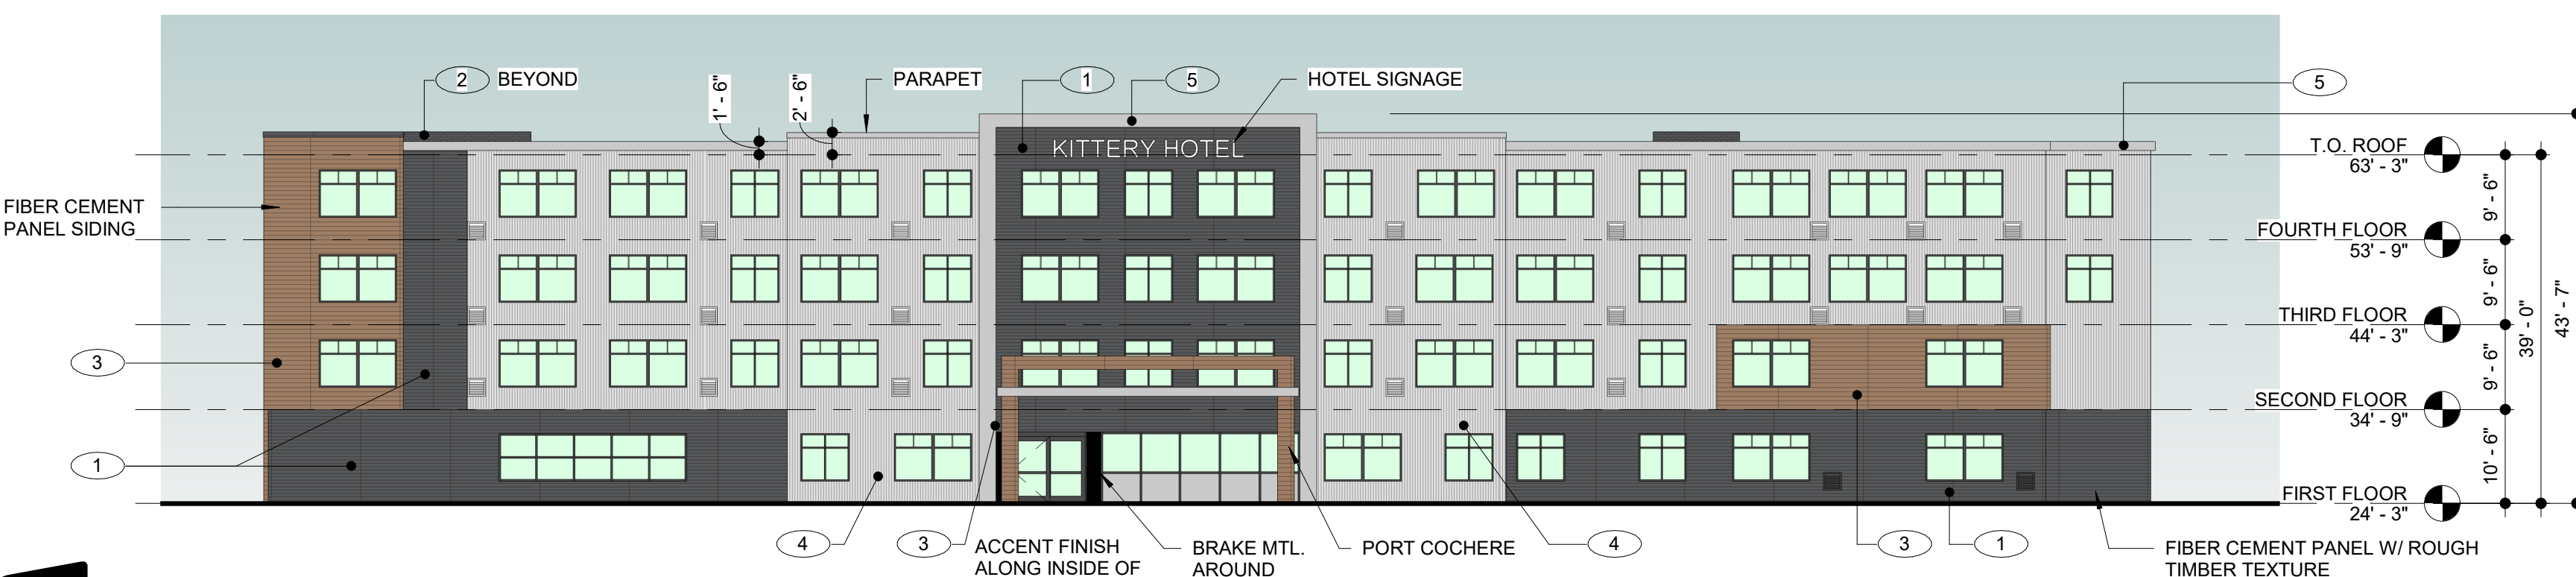 2 BEYOND
1' - 6"
2' - 6"
PARAPET
1
5
HOTEL SIGNAGE
5
KITTERY HOTEL
T.O. ROOF
63' - 3"
9' - 6"
FIBER CEMENT
PANEL SIDING
FOURTH FLOOR
53' - 9"
9' - 6"
THIRD FLOOR
44' - 3"
39' - 0"
43' - 7"
3
9' - 6"
SECOND FLOOR
34' - 9"
1
10' - 6"
FIRST FLOOR
24' - 3"
4
3
ACCENT FINISH
ALONG INSIDE OF
BRAKE MTL.
AROUND
PORT COCHERE
4
3
1
FIBER CEMENT PANEL W/ ROUGH
TIMBER TEXTURE